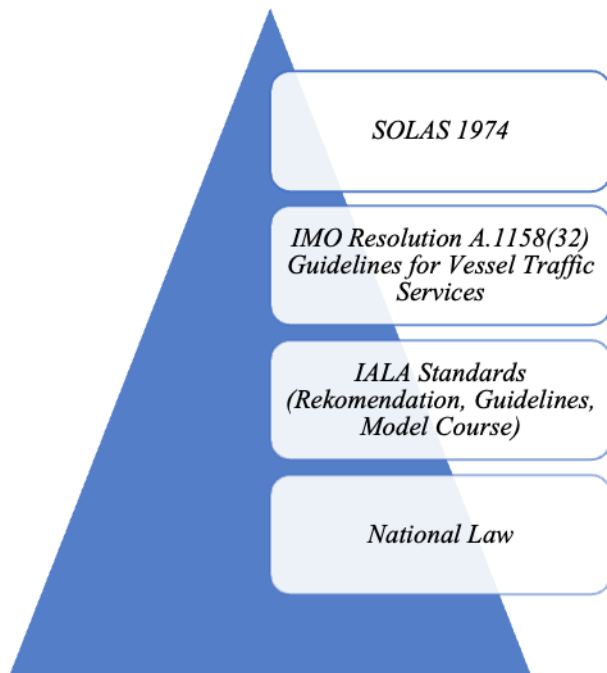 SOLAS 1974
IMO Resolution A.1158(32)
Guidelines for Vessel Traffic
Services
IALA Standards
(Rekomendation, Guidelines,
Model Course)
National Law